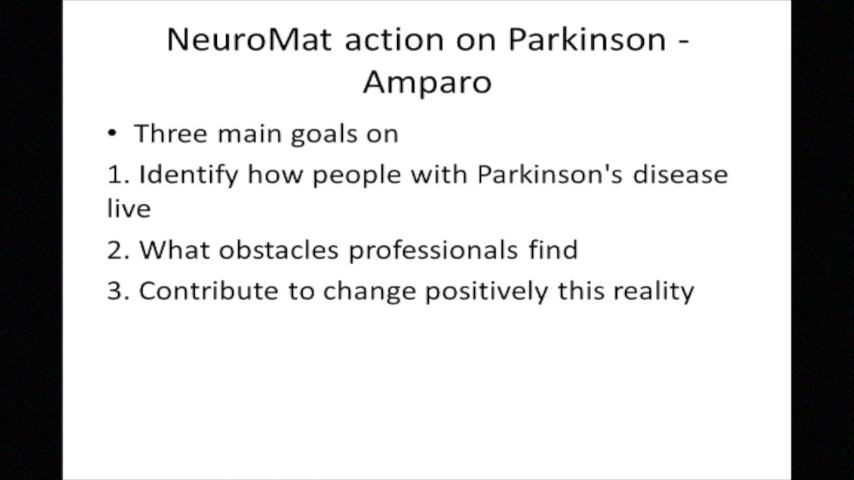 NeuroMat action on Parkinson -
Amparo
• Three main goals on
1. Identify how people with Parkinson's disease
live
2. What obstacles professionals find
3. Contribute to change positively this reality